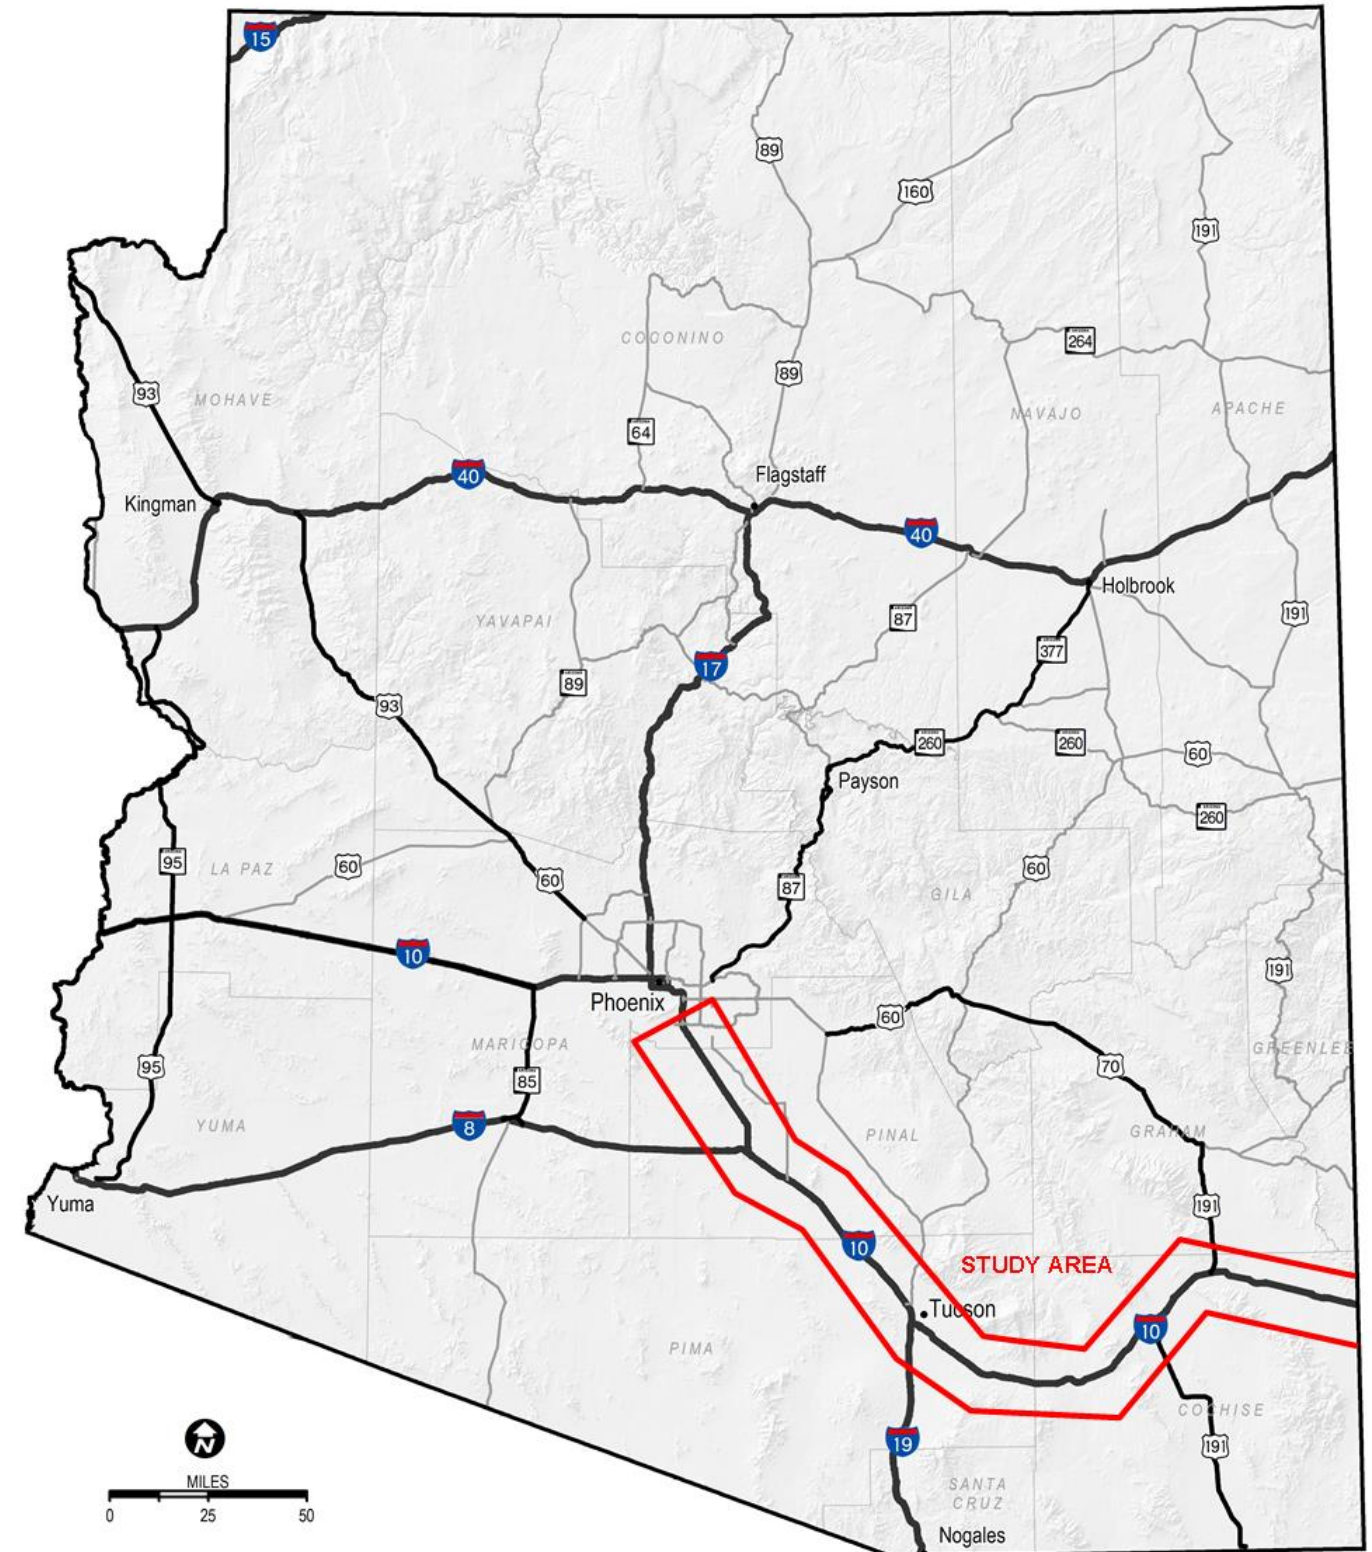 15
89
160
191
COCONINO
264
93
89
MOHAVE
NAVAJO
APACHE
64
Flagstaff
40
Kingman
40
Holbrook
87
191
YAVAPAI
377
17
89
93
260
260
60
Payson
260
95
LA PAZ
60
60
87
GILA
60
10
191
Phoenix
60
MARICOPA
GREENLEE
95
85
70
YUMA
8
PINAL
GRAHAM
Yuma
191
10
STUDY AREA
Tucson
10
PIMA
COCHISE
N
19
191
MILES
SANTA
CRUZ
0 25 50
Nogales